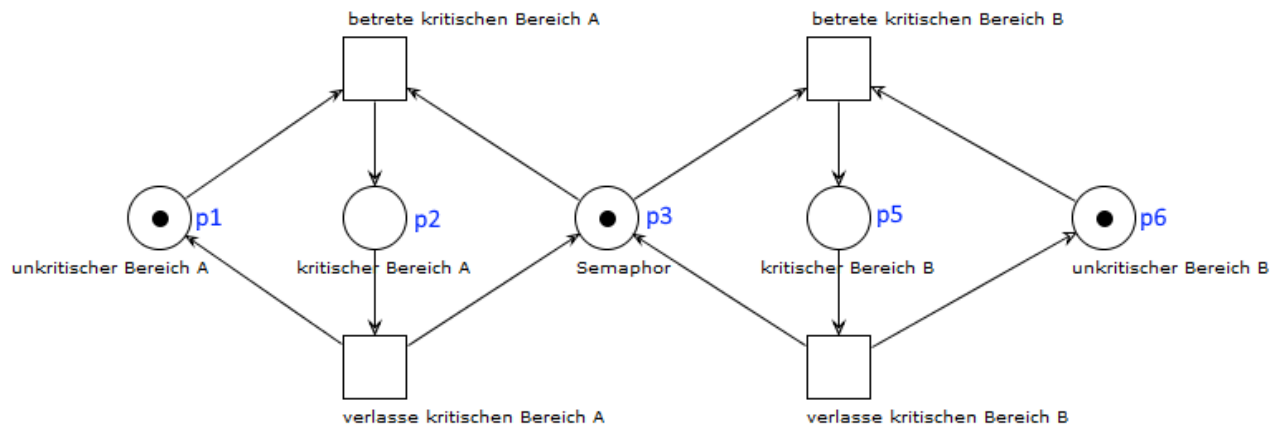 betrete kritischen Bereich A
betrete kritischen Bereich B
p1
p2
p3
p5
p6
unkritischer Bereich A
kritischer Bereich A
Semaphor
kritischer Bereich B
unkritischer Bereich B
verlasse kritischen Bereich A
verlasse kritischen Bereich B